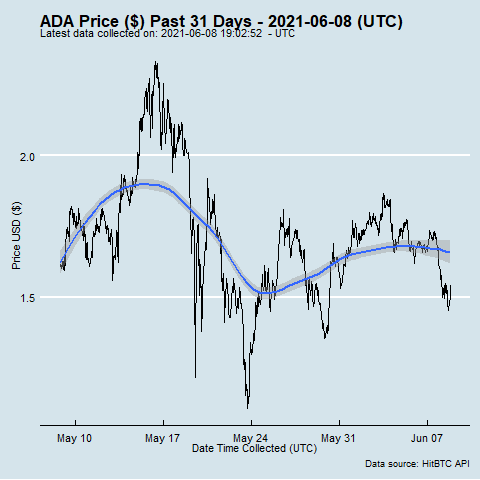 ADA Price ($) Past 31 Days - 2021-06-08 (UTC)
Latest data collected on: 2021-06-08 19:02:52 - UTC
Price USD ($)
2.0
1.5
May 10 May 17 May 24 May 31 Jun 07
Date Time Collected (UTC)
Data source: HitBTC API